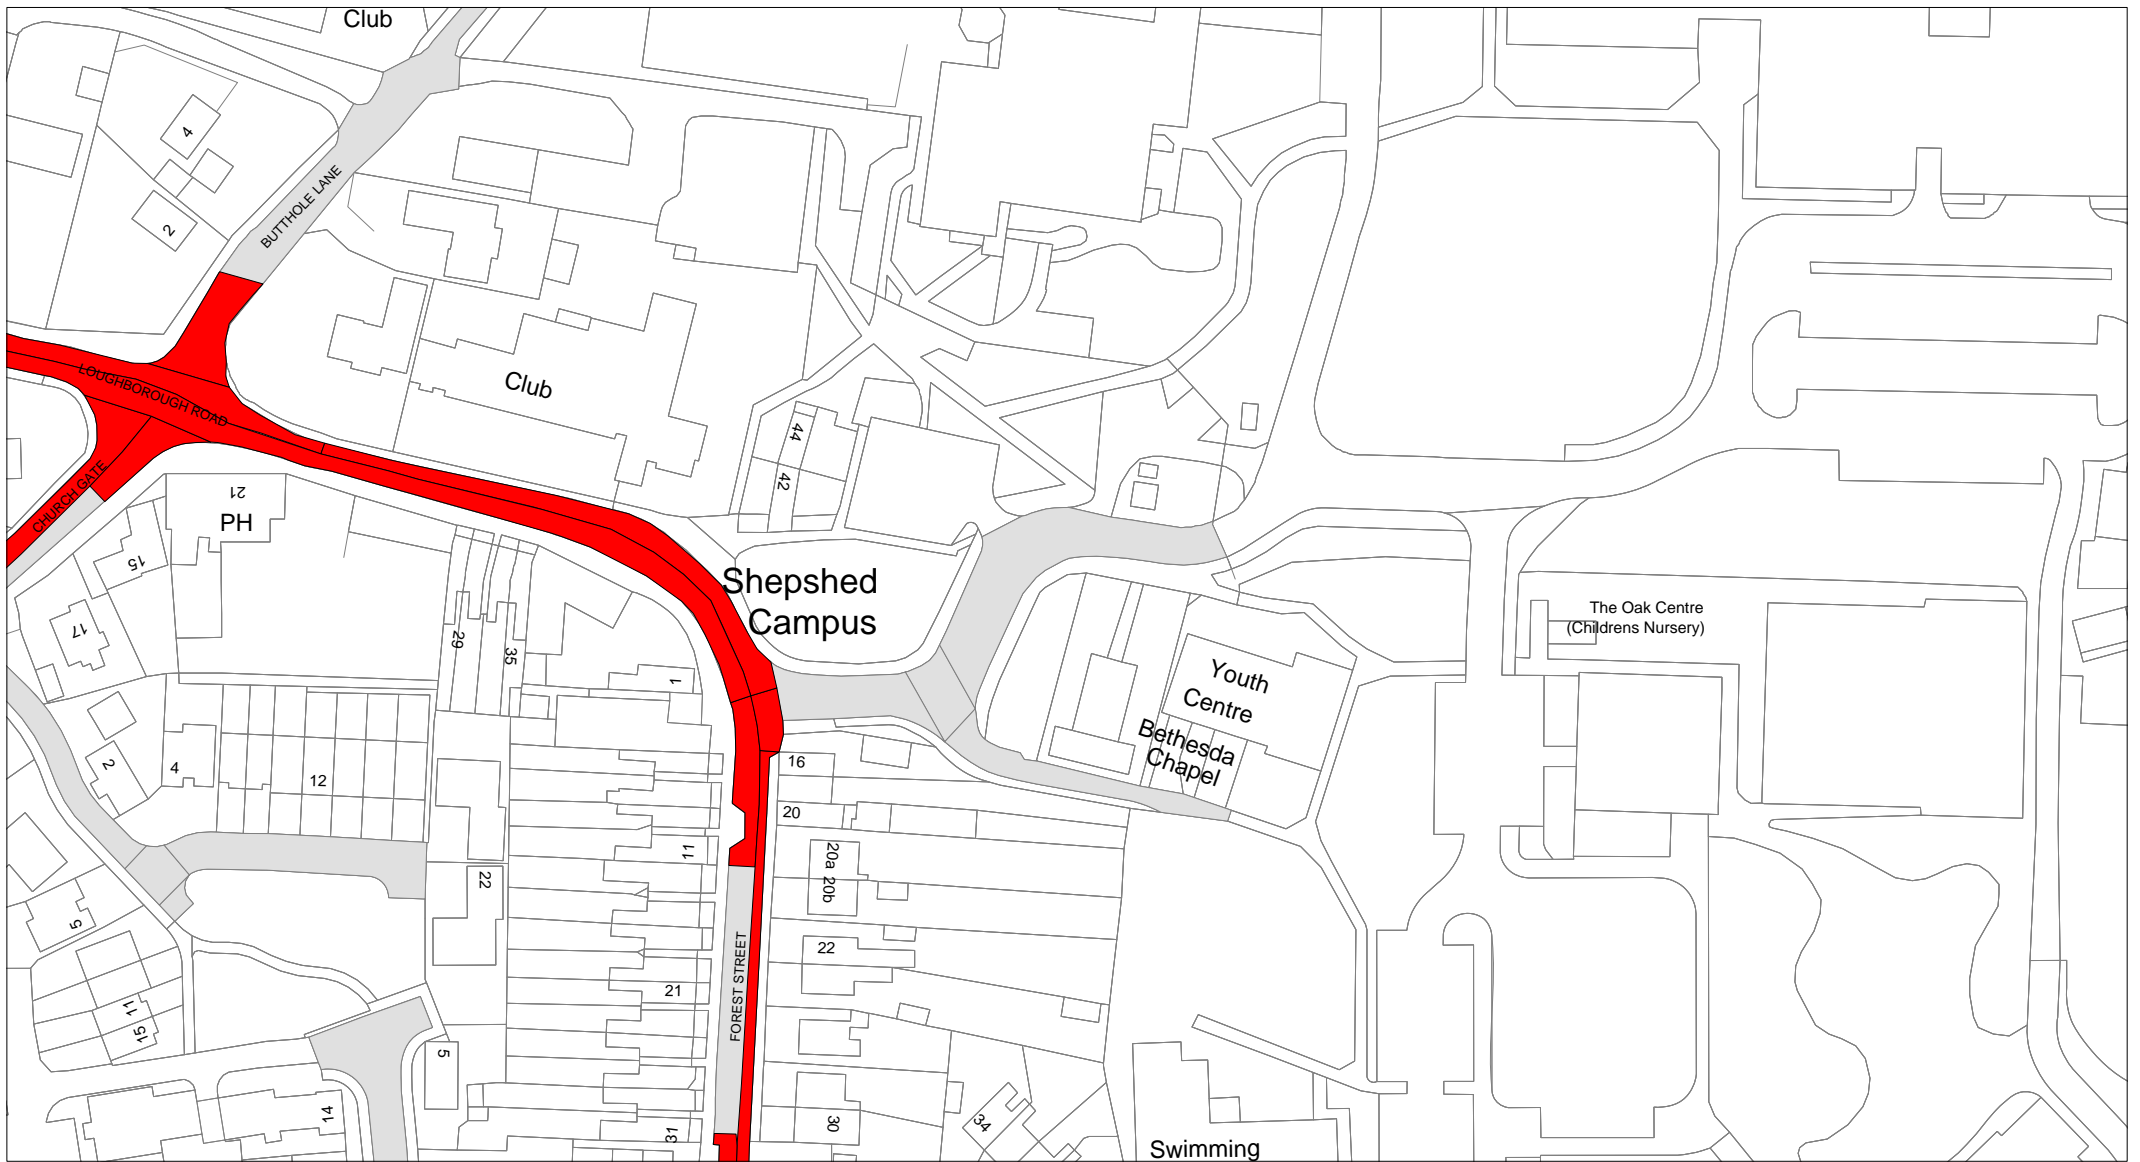 Club
4
2
BUTTHOLE LANE
LOUGHBOROUGH ROAD
Club
44
42
CHURCH GATE
21
PH
15
17
29
35
1
Shepshed
Campus
The Oak Centre
(Childrens Nursery)
Youth
Centre
Bethesda
Chapel
2
4
12
16
20
11
20a
20b
22
22
5
21
FOREST STREET
11
15
5
14
31
30
34
Swimming